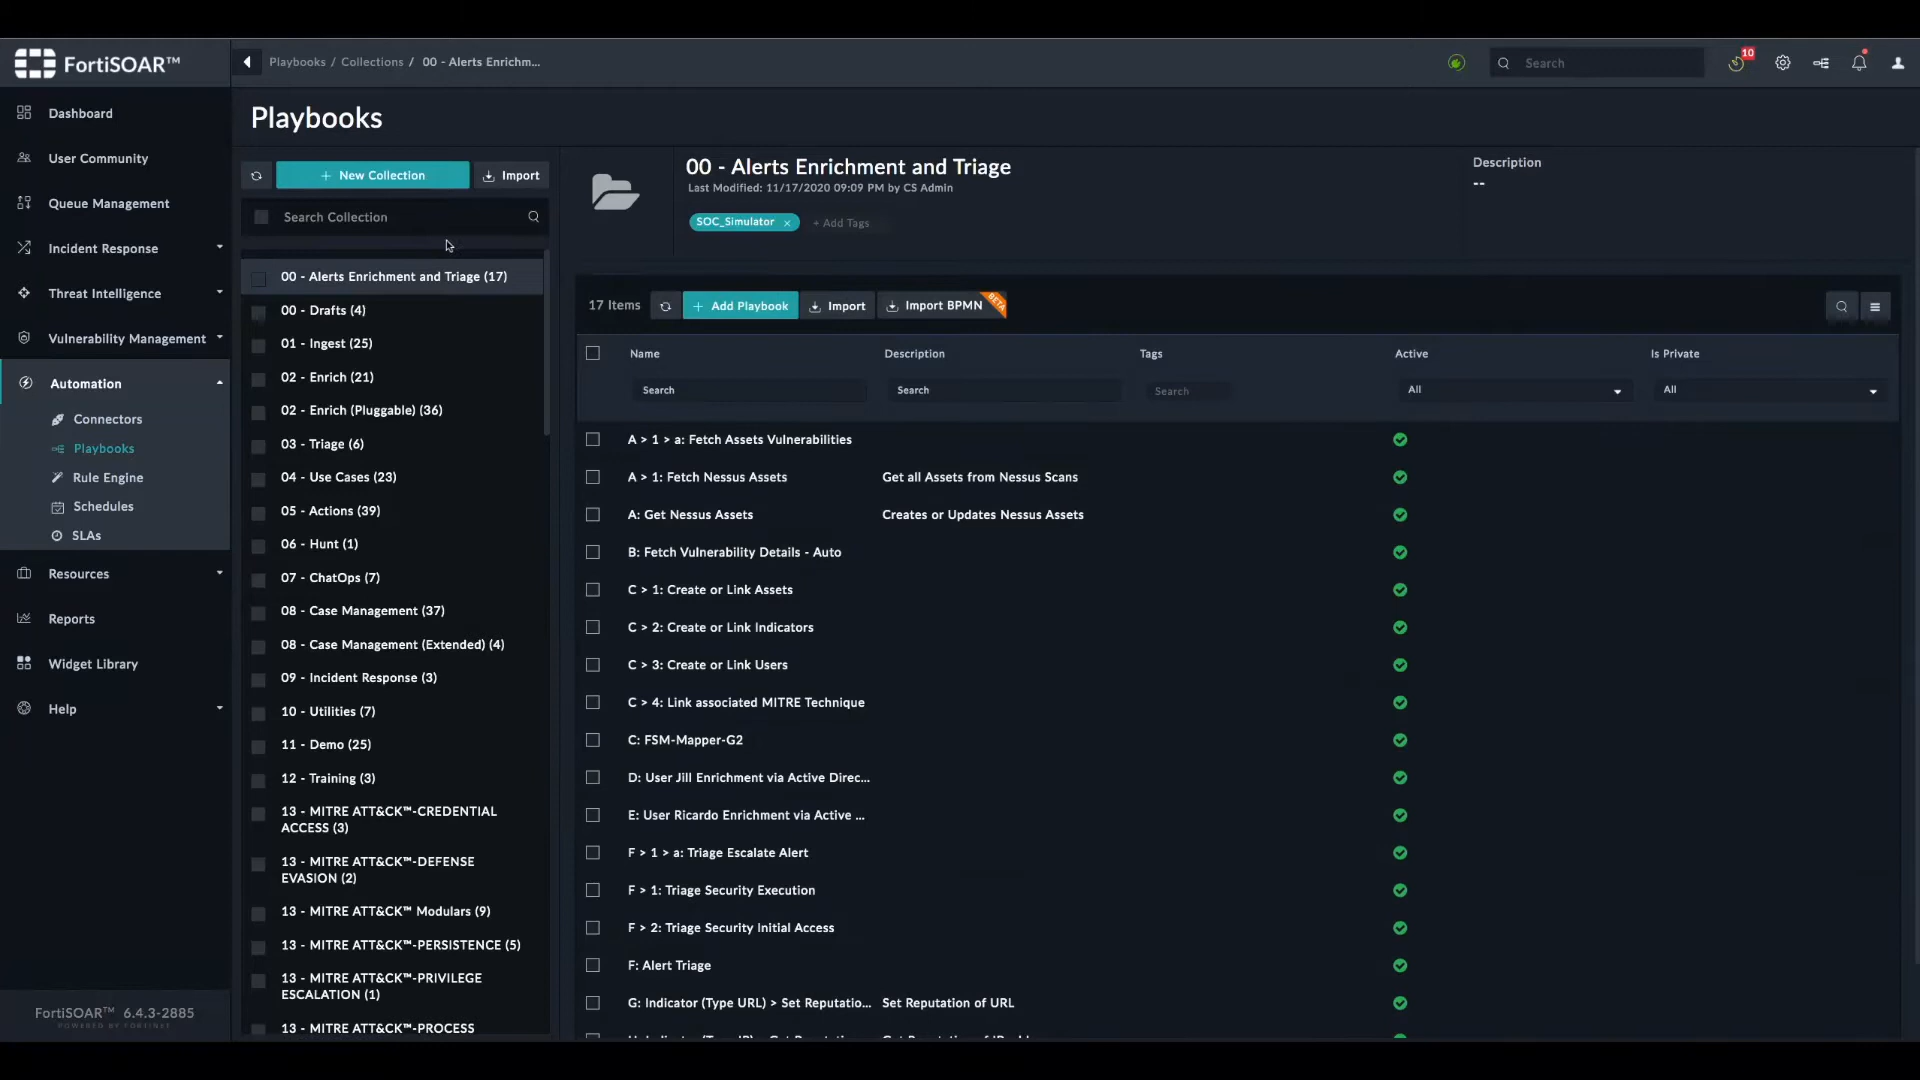 FortiSOAR™
Playbooks / Collections / 00 - Alerts Enrichm...
Search
10
Dashboard
User Community
Queue Management
Incident Response
Threat Intelligence
Vulnerability Management
Automation
Connectors
Playbooks
Rule Engine
Schedules
SLAs
Resources
Reports
Widget Library
Help
FortiSOAR™ 6.4.3-2885
POWERED BY FORTINET
Playbooks
+ New Collection
Import
Search Collection
00 - Alerts Enrichment and Triage (17)
00 - Drafts (4)
01 - Ingest (25)
02 - Enrich (21)
02 - Enrich (Pluggable) (36)
03 - Triage (6)
04 - Use Cases (23)
05 - Actions (39)
06 - Hunt (1)
07 - ChatOps (7)
08 - Case Management (37)
08 - Case Management (Extended) (4)
09 - Incident Response (3)
10 - Utilities (7)
11 - Demo (25)
12 - Training (3)
13 - MITRE ATT&CK™-CREDENTIAL
ACCESS (3)
13 - MITRE ATT&CK™-DEFENSE
EVASION (2)
13 - MITRE ATT&CK™ Modulars (9)
13 - MITRE ATT&CK™-PERSISTENCE (5)
13 - MITRE ATT&CK™-PRIVILEGE
ESCALATION (1)
13 - MITRE ATT&CK™-PROCESS
00 - Alerts Enrichment and Triage
Last Modified: 11/17/2020 09:09 PM by CS Admin
SOC_Simulator × + Add Tags
Description
--
17 Items
+ Add Playbook
Import
Import BPMN BETA
Name Description Tags Active Is Private
Search Search Search All All
A > 1 > a: Fetch Assets Vulnerabilities
A > 1: Fetch Nessus Assets Get all Assets from Nessus Scans
A: Get Nessus Assets Creates or Updates Nessus Assets
B: Fetch Vulnerability Details - Auto
C > 1: Create or Link Assets
C > 2: Create or Link Indicators
C > 3: Create or Link Users
C > 4: Link associated MITRE Technique
C: FSM-Mapper-G2
D: User Jill Enrichment via Active Direc...
E: User Ricardo Enrichment via Active ...
F > 1 > a: Triage Escalate Alert
F > 1: Triage Security Execution
F > 2: Triage Security Initial Access
F: Alert Triage
G: Indicator (Type URL) > Set Reputatio... Set Reputation of URL